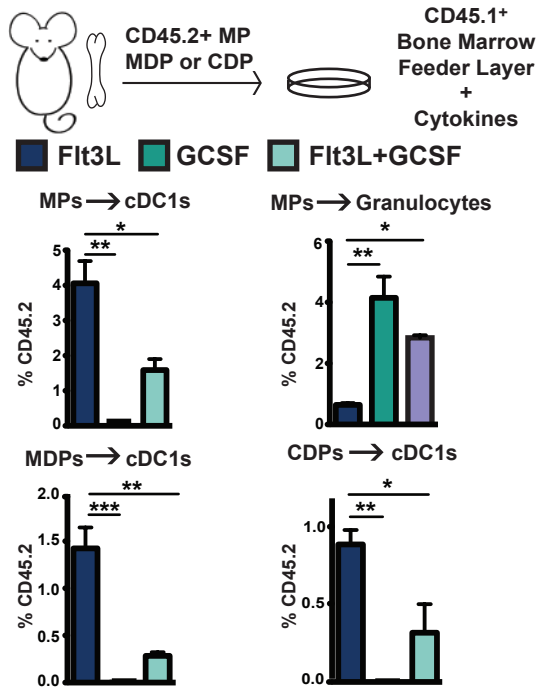 CD45.2+ MP
MDP or CDP
CD45.1+
Bone Marrow
Feeder Layer
+
Cytokines
Flt3L GCSF Flt3L+GCSF
MPs → cDC1s
% CD45.2
5
4
3
2
1
0
**
*
MPs → Granulocytes
% CD45.2
6
4
2
0
**
*
MDPs → cDC1s
% CD45.2
2.0
1.5
1.0
0.5
0.0
***
**
CDPs → cDC1s
% CD45.2
1.0
0.5
0.0
**
*